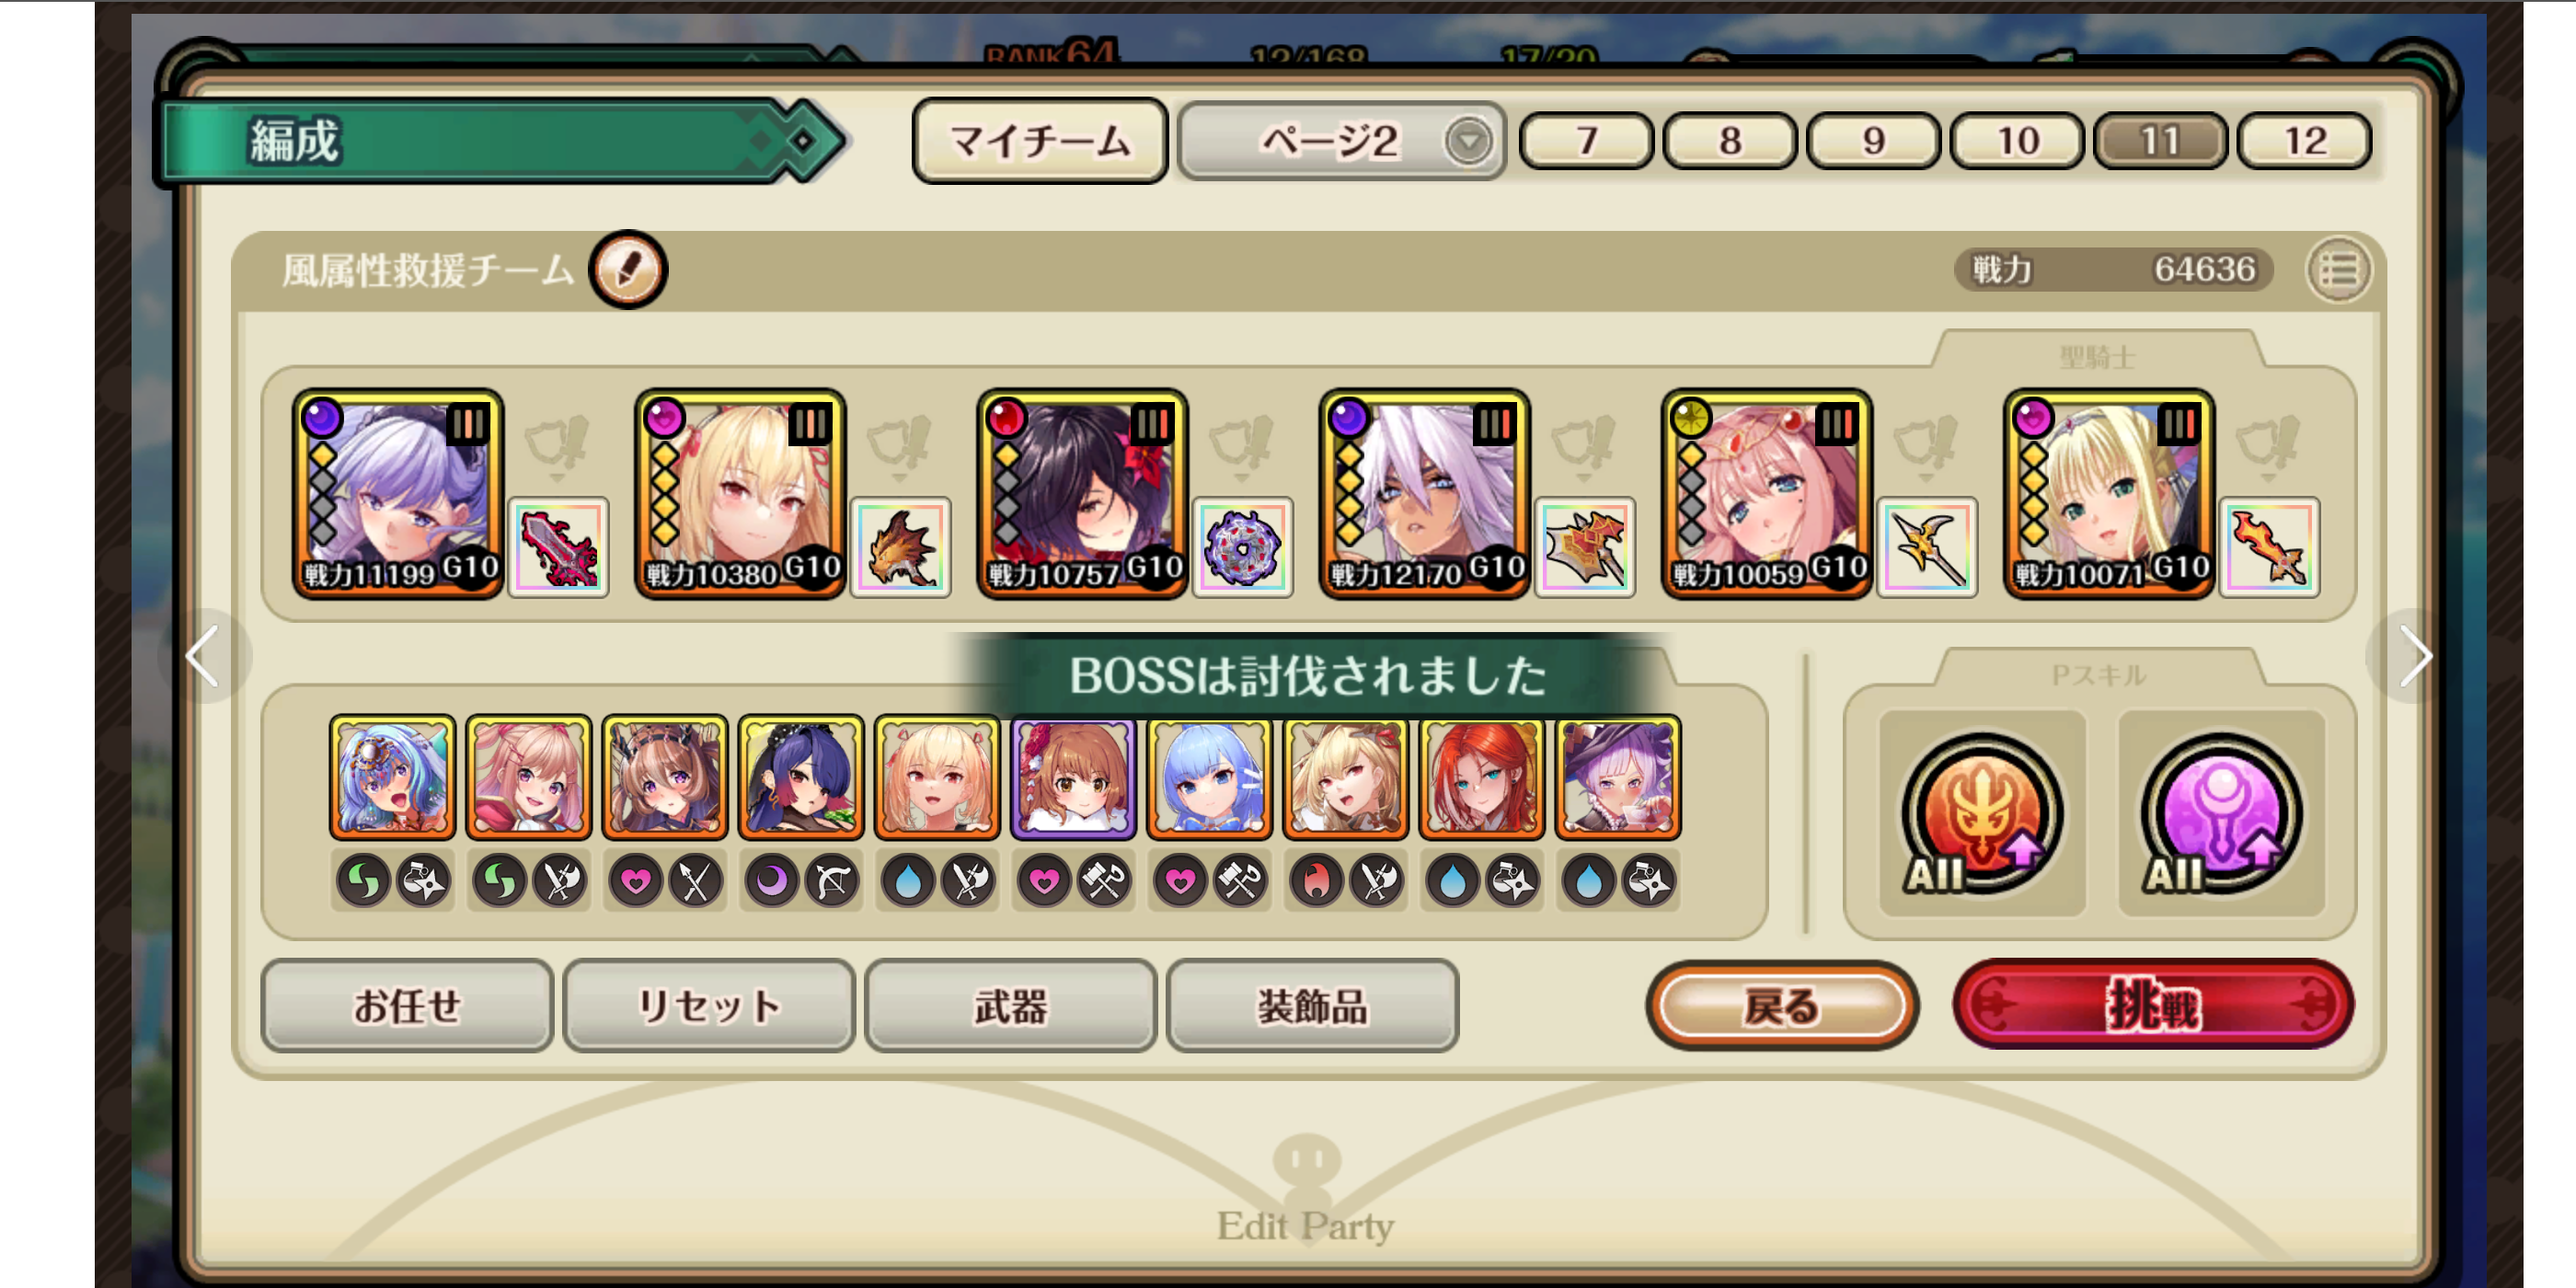 RANK64
12/168
17/20
編成
マイチーム
ページ2
7
8
9
10
11
12
風属性救援チーム
戦力 64636
聖騎士
戦力11199 G10
戦力10380 G10
戦力10757 G10
戦力12170 G10
戦力10059 G10
戦力10071 G10
BOSSは討伐されました
Pスキル
All
All
お任せ
リセット
武器
装飾品
戻る
挑戦
Edit Party